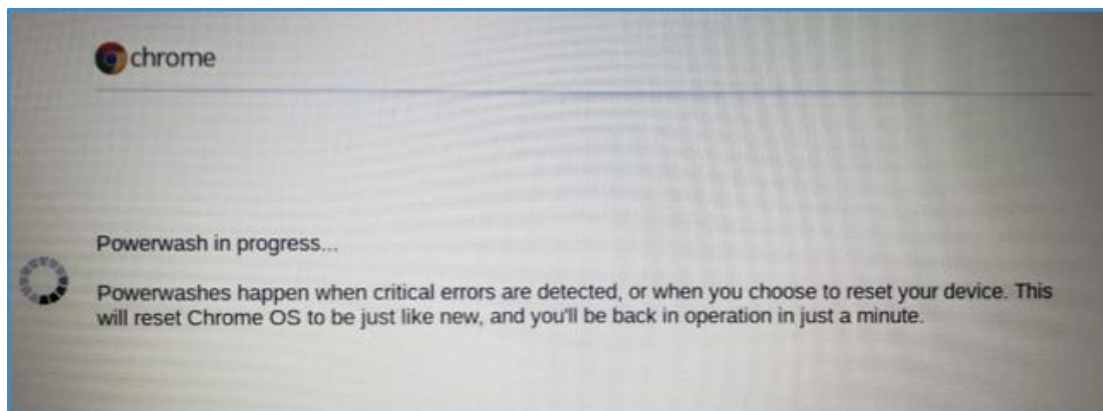 chrome
Powerwash in progress...
Powerwashes happen when critical errors are detected, or when you choose to reset your device. This
will reset Chrome OS to be just like new, and you'll be back in operation in just a minute.